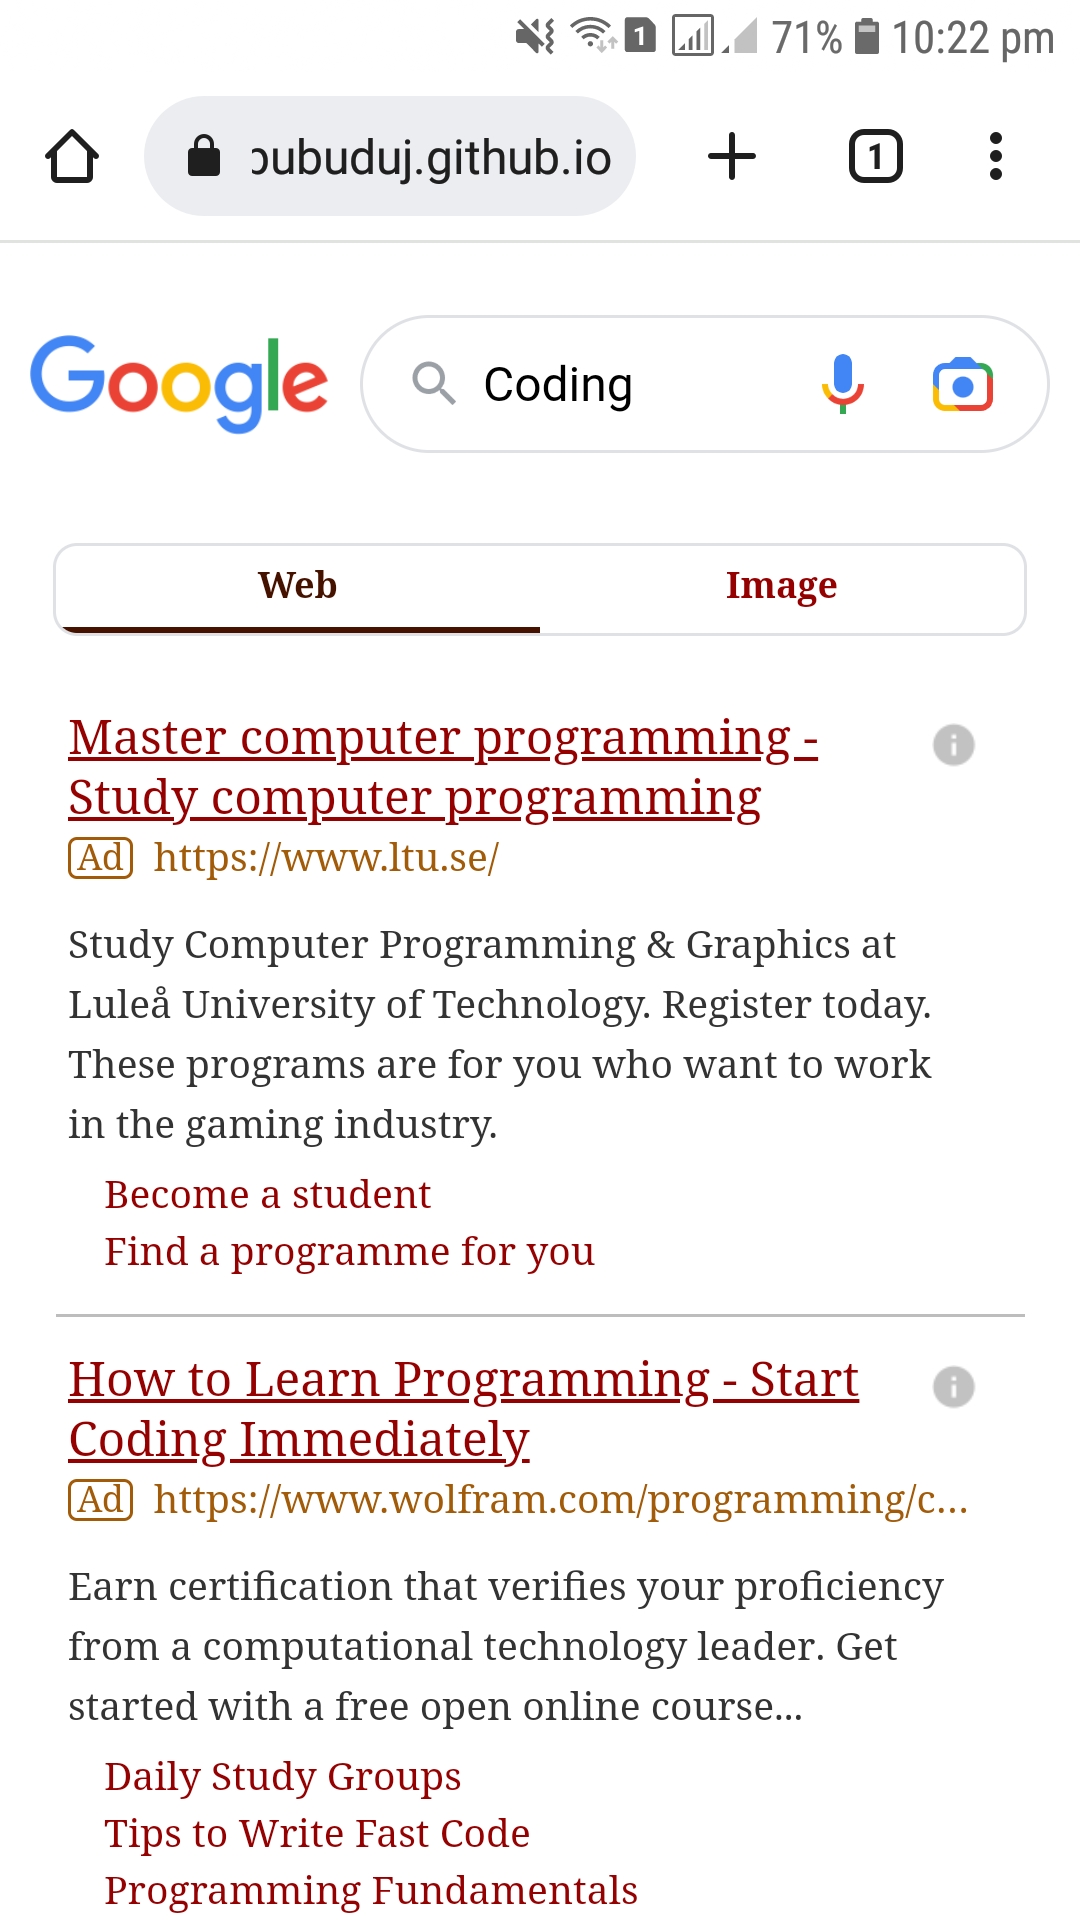 1 71% 10:22 pm
pubuduj.github.io 1
Google Coding
Web Image
Master computer programming -
Study computer programming
Ad https://www.ltu.se/
Study Computer Programming & Graphics at
Luleå University of Technology. Register today.
These programs are for you who want to work
in the gaming industry.
Become a student
Find a programme for you
How to Learn Programming - Start
Coding Immediately
Ad https://www.wolfram.com/programming/c...
Earn certification that verifies your proficiency
from a computational technology leader. Get
started with a free open online course...
Daily Study Groups
Tips to Write Fast Code
Programming Fundamentals